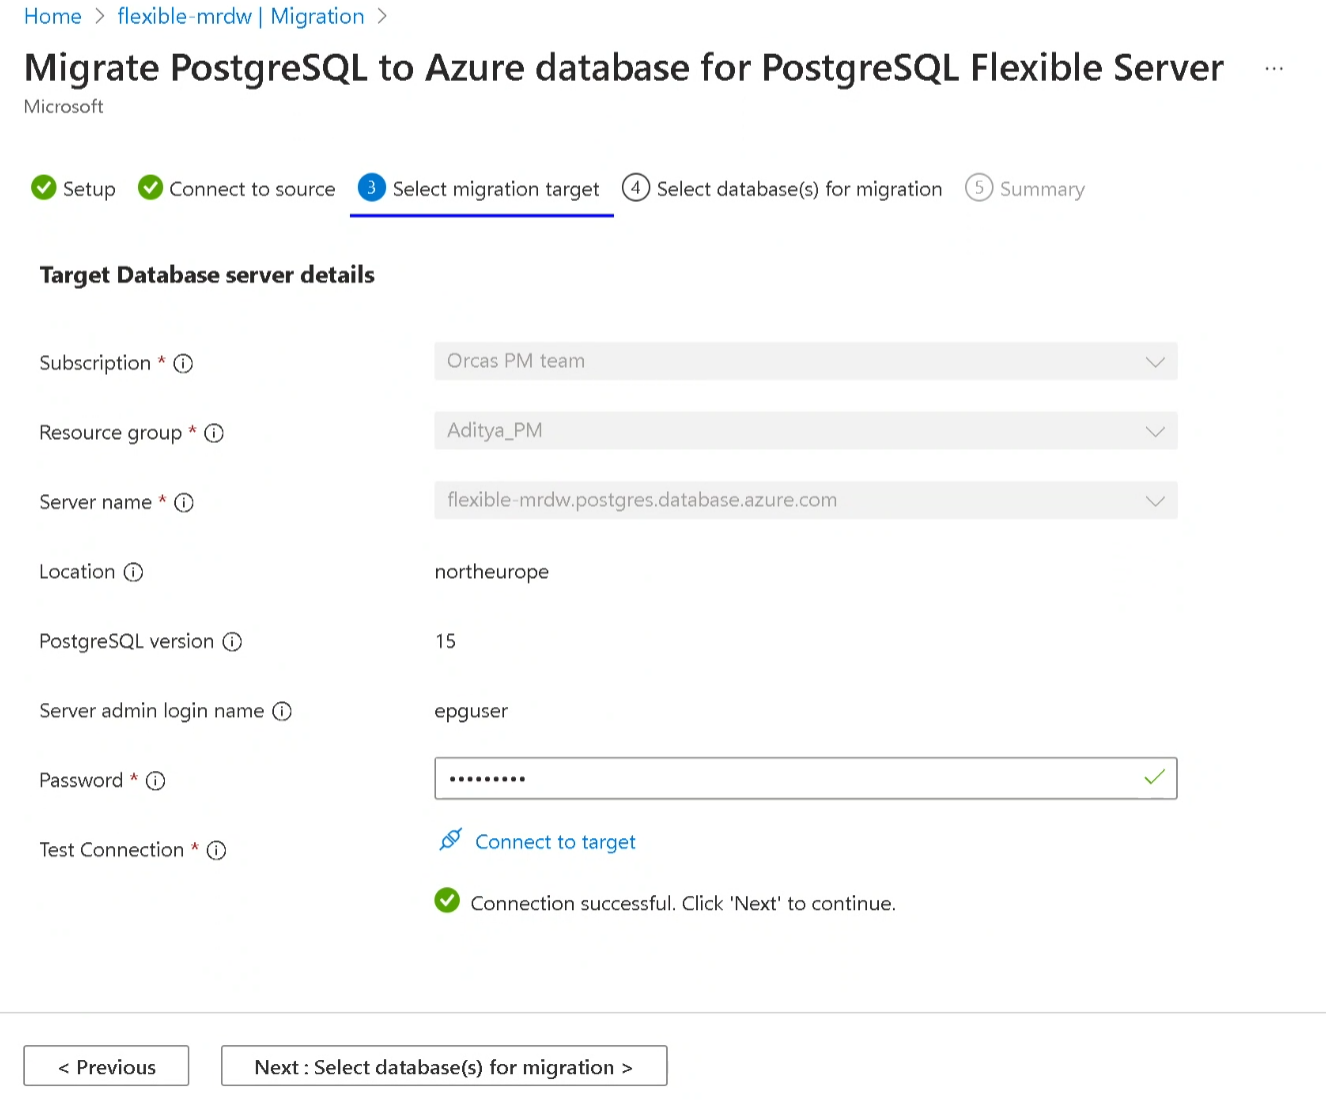 Home > flexible-mrdw | Migration >
Migrate PostgreSQL to Azure database for PostgreSQL Flexible Server ...
Microsoft
Setup Connect to source 3 Select migration target 4 Select database(s) for migration 5 Summary
Target Database server details
Subscription * Orcas PM team
Resource group * Aditya_PM
Server name * flexible-mrdw.postgres.database.azure.com
Location northeurope
PostgreSQL version 15
Server admin login name epguser
Password * •••••••••
Test Connection * Connect to target
Connection successful. Click 'Next' to continue.
< Previous Next : Select database(s) for migration >